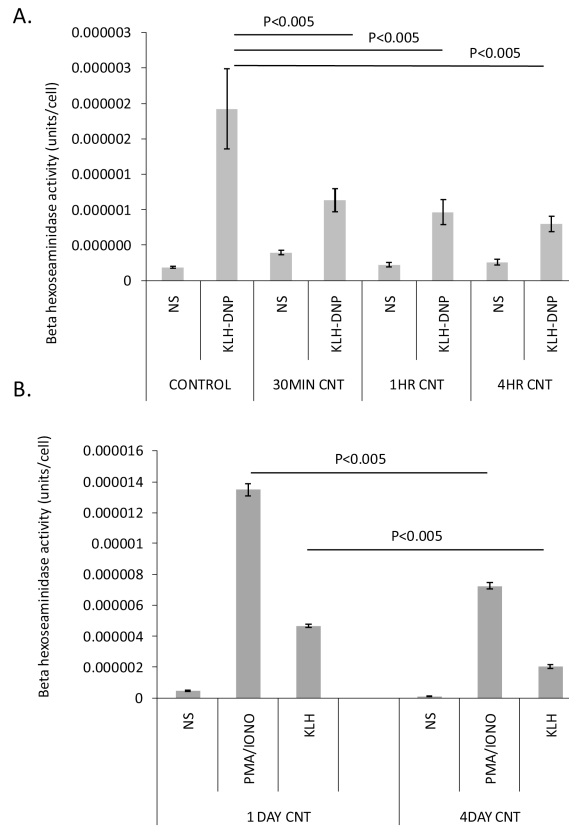 A.
P<0.005
P<0.005
P<0.005
Beta hexoseaminidase activity (units/cell)
0.000003
0.000003
0.000002
0.000002
0.000001
0.000001
0.000000
0
NS
KLH-DNP
NS
KLH-DNP
NS
KLH-DNP
NS
KLH-DNP
CONTROL
30MIN CNT
1HR CNT
4HR CNT
B.
Beta hexoseaminidase activity (units/cell)
0.000016
0.000014
0.000012
0.00001
0.000008
0.000006
0.000004
0.000002
0
P<0.005
P<0.005
NS
PMA/IONO
KLH
NS
PMA/IONO
KLH
1 DAY CNT
4DAY CNT